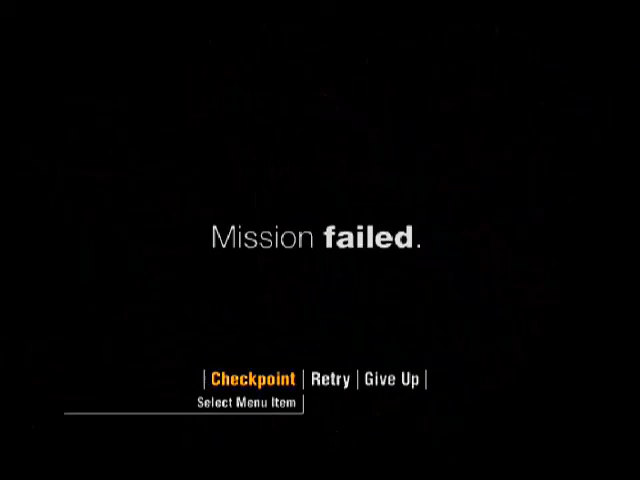 Mission failed.
Checkpoint Retry Give Up
Select Menu Item